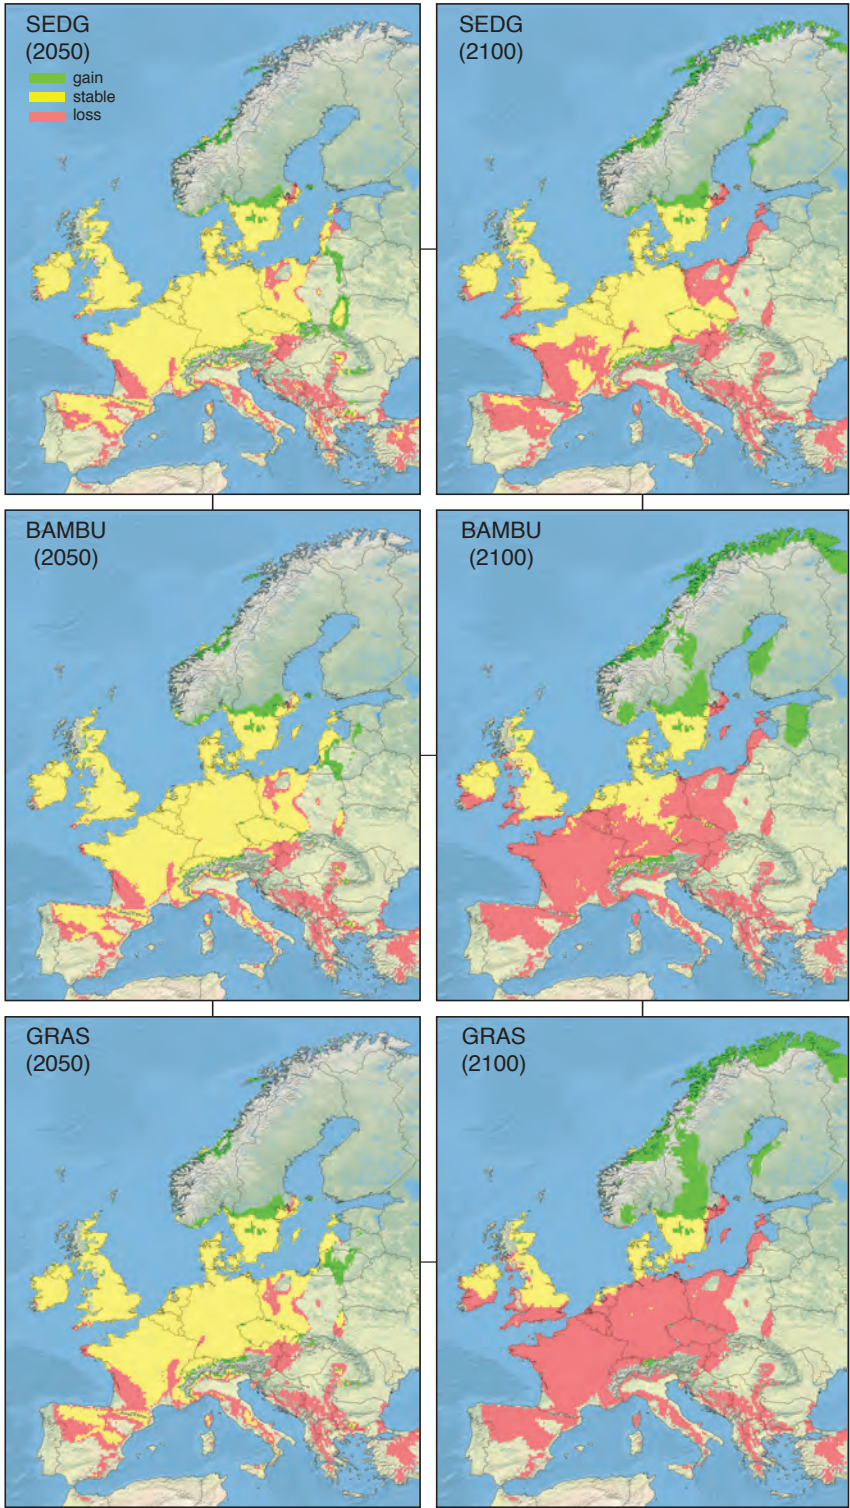 SEDG
(2050)
gain
stable
loss
SEDG
(2100)
BAMBU
(2050)
BAMBU
(2100)
GRAS
(2050)
GRAS
(2100)